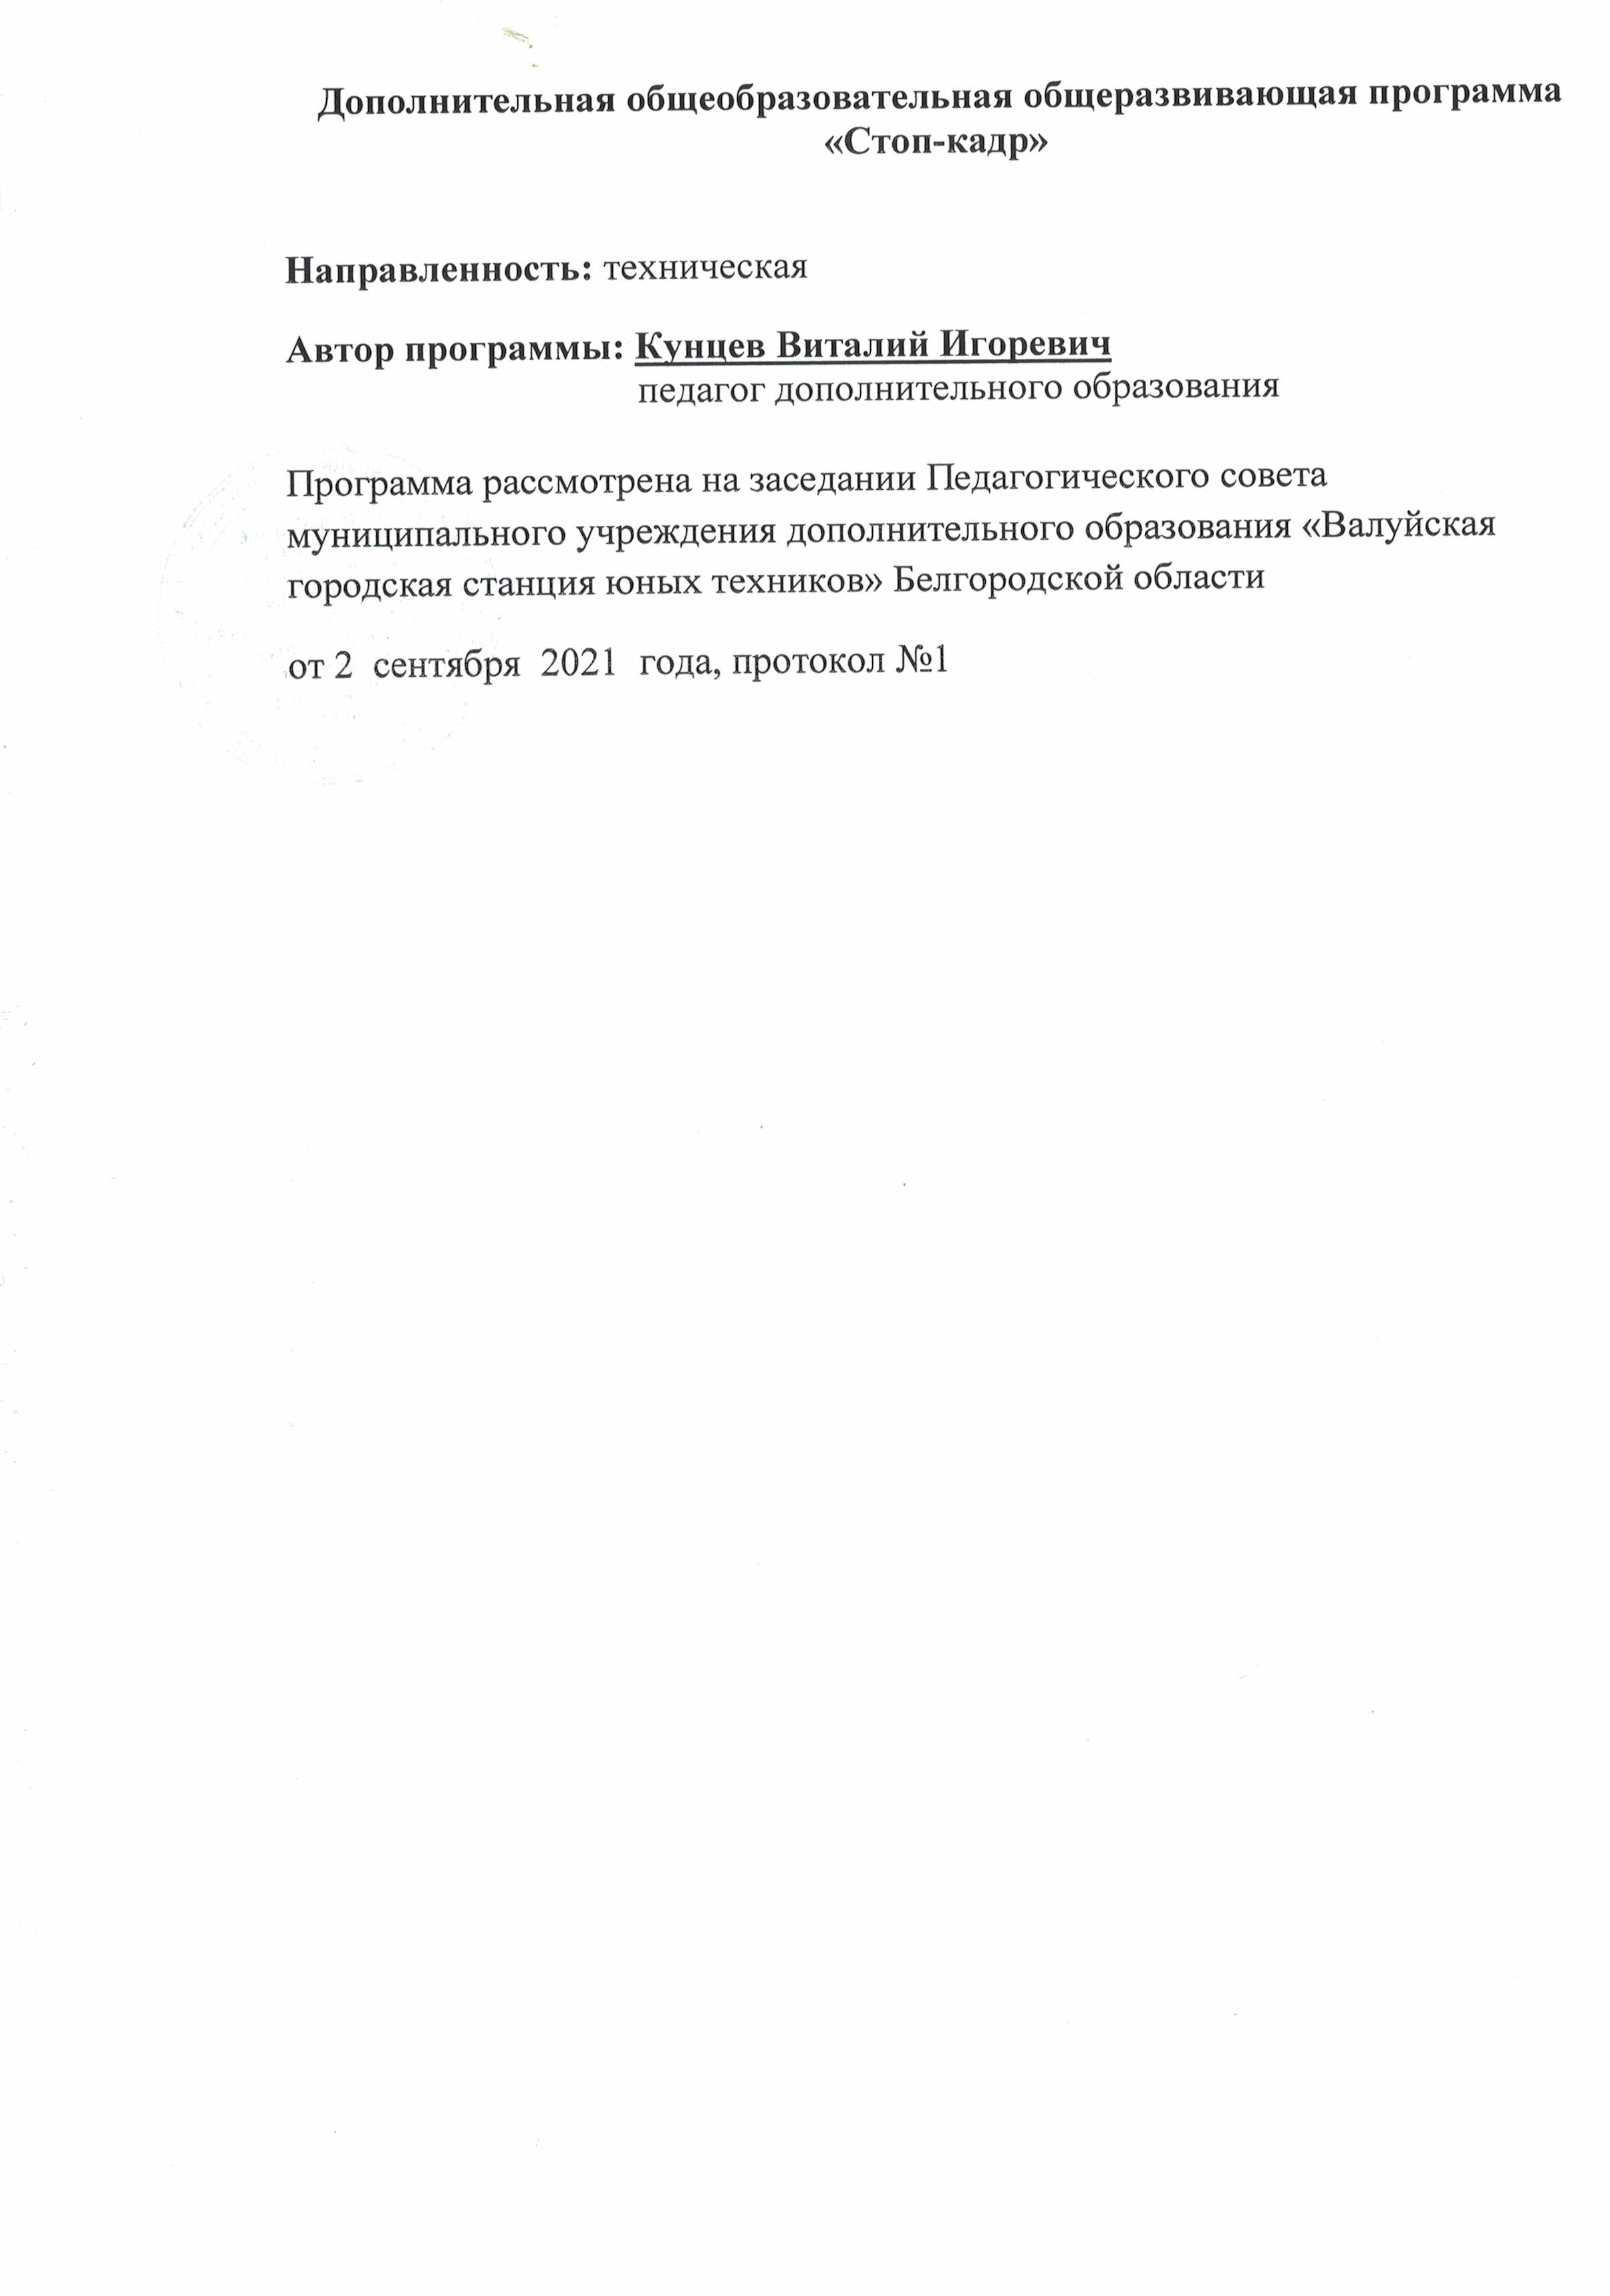 Дополнительная общеобразовательная общеразвивающая программа
«Стоп-кадр»
Направленность: техническая
Автор программы: Кунцев Виталий Игоревич
педагог дополнительного образования
Программа рассмотрена на заседании Педагогического совета
муниципального учреждения дополнительного образования «Валуйская
городская станция юных техников» Белгородской области
от 2 сентября 2021 года, протокол №1